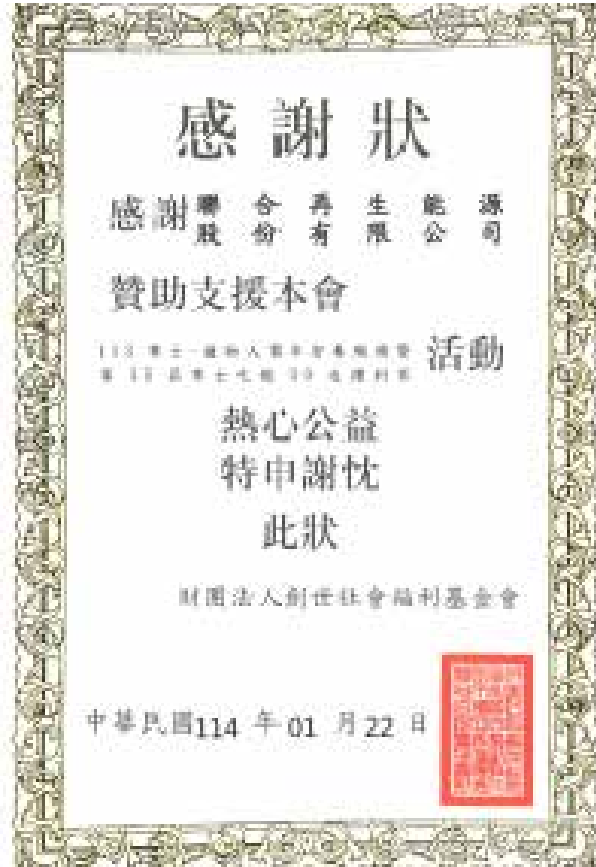 感謝狀
感謝聯合再生能源
股份有限公司
贊助支援本會
活動
熱心公益
特申謝忱
此狀
財團法人創世社會福利基金會
中華民國114 年 01 月 22 日